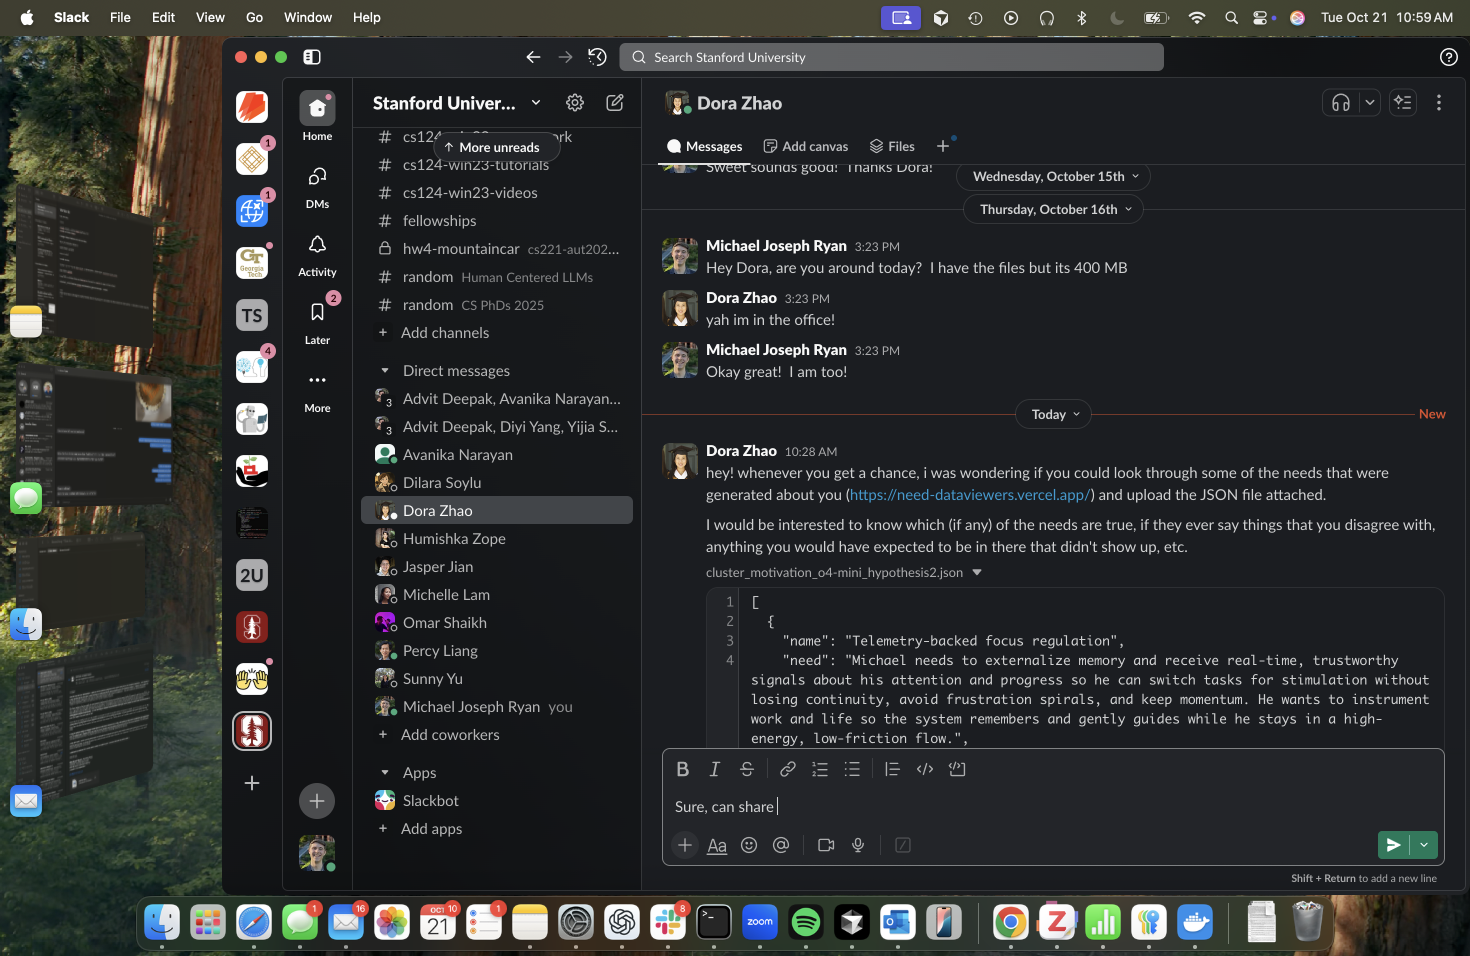 Slack File Edit View Go Window Help
Tue Oct 21 10:59 AM
Search Stanford University
1
1
GT
Georgia
Tech
TS
4
2U
Home
DMs
Activity
2
Later
More
Stanford Univer...
# cs124-
rk
↑ More unreads
# cs124-win23-tutorials
# cs124-win23-videos
# fellowships
hw4-mountaincar cs221-aut202...
# random Human Centered LLMs
# random CS PhDs 2025
+ Add channels
Direct messages
3 Advit Deepak, Avanika Narayan...
3 Advit Deepak, Diyi Yang, Yijia S...
Avanika Narayan
Dilara Soylu
Dora Zhao
Humishka Zope
Jasper Jian
Michelle Lam
Omar Shaikh
Percy Liang
Sunny Yu
Michael Joseph Ryan you
+ Add coworkers
Apps
Slackbot
+ Add apps
Dora Zhao
Messages Add canvas Files +
Sweet sounds good! Thanks Dora!
Wednesday, October 15th
Thursday, October 16th
Michael Joseph Ryan 3:23 PM
Hey Dora, are you around today? I have the files but its 400 MB
Dora Zhao 3:23 PM
yah im in the office!
Michael Joseph Ryan 3:23 PM
Okay great! I am too!
Today
New
Dora Zhao 10:28 AM
hey! whenever you get a chance, i was wondering if you could look through some of the needs that were
generated about you (https://need-dataviewers.vercel.app/) and upload the JSON file attached.
I would be interested to know which (if any) of the needs are true, if they ever say things that you disagree with,
anything you would have expected to be in there that didn't show up, etc.
cluster_motivation_o4-mini_hypothesis2.json
1 [
2 {
3 "name": "Telemetry-backed focus regulation",
4 "need": "Michael needs to externalize memory and receive real-time, trustworthy
signals about his attention and progress so he can switch tasks for stimulation without
losing continuity, avoid frustration spirals, and keep momentum. He wants to instrument
work and life so the system remembers and gently guides while he stays in a high-
energy, low-friction flow.",
B I S
Sure, can share
+ Aa @
Shift + Return to add a new line
1
16
OCT 10
21
1
8
zoom
Z